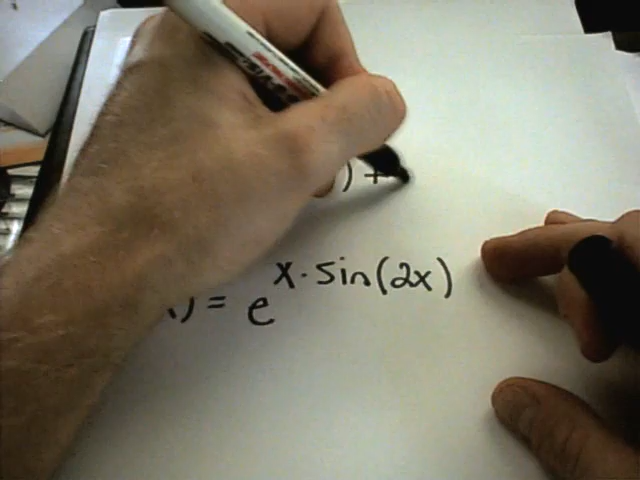 ) +
) = e^x·sin(2x)